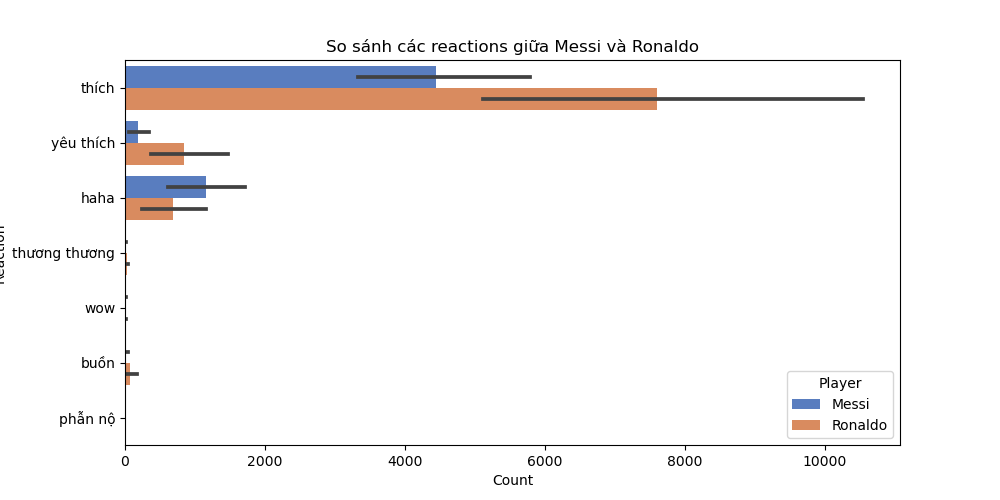 So sánh các reactions giữa Messi và Ronaldo
thích
yêu thích
haha
thương thương
wow
buồn
phẫn nộ
Reaction
0 2000 4000 6000 8000 10000
Count
Player
Messi
Ronaldo